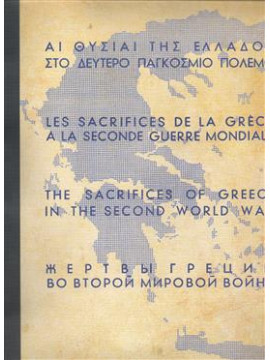 ΑΙ ΘΥΣΙΑΙ ΤΗΣ ΕΛΛΑΔΟ
ΣΤΟ ΔΕΥΤΕΡΟ ΠΑΓΚΟΣΜΙΟ ΠΟΛΕΜ
LES SACRIFICES DE LA GRÈC
A LA SECONDE GUERRE MONDIAL
THE SACRIFICES OF GREEC
IN THE SECOND WORLD WA
ЖЕРТВЫ ГРЕЦИ
ВО ВТОРОЙ МИРОВОЙ ВОЙН